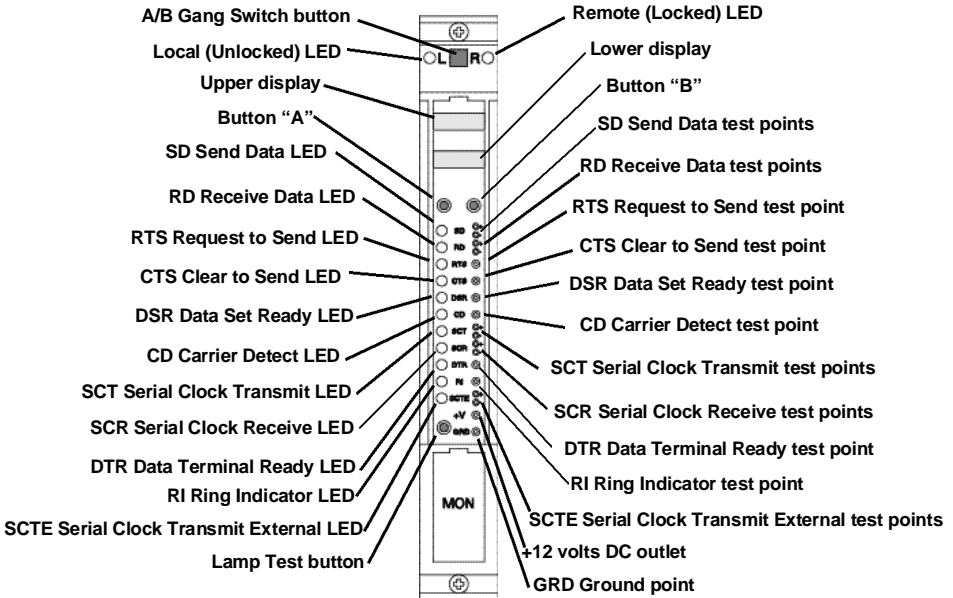 A/B Gang Switch button
Remote (Locked) LED
Local (Unlocked) LED
L
R
Lower display
Upper display
Button “B”
Button “A”
SD Send Data test points
SD Send Data LED
RD Receive Data test points
RD Receive Data LED
RTS Request to Send test point
RTS Request to Send LED
CTS Clear to Send test point
CTS Clear to Send LED
DSR Data Set Ready test point
DSR Data Set Ready LED
CD Carrier Detect test point
CD Carrier Detect LED
SCT Serial Clock Transmit test points
SCT Serial Clock Transmit LED
SCR Serial Clock Receive test points
SCR Serial Clock Receive LED
DTR Data Terminal Ready test point
DTR Data Terminal Ready LED
RI Ring Indicator test point
RI Ring Indicator LED
SCTE Serial Clock Transmit External test points
SCTE Serial Clock Transmit External LED
+12 volts DC outlet
Lamp Test button
GRD Ground point
SD
RD
RTS
CTS
DSR
CD
SCT
SCR
DTR
RI
SCTE
+V
GRD
MON